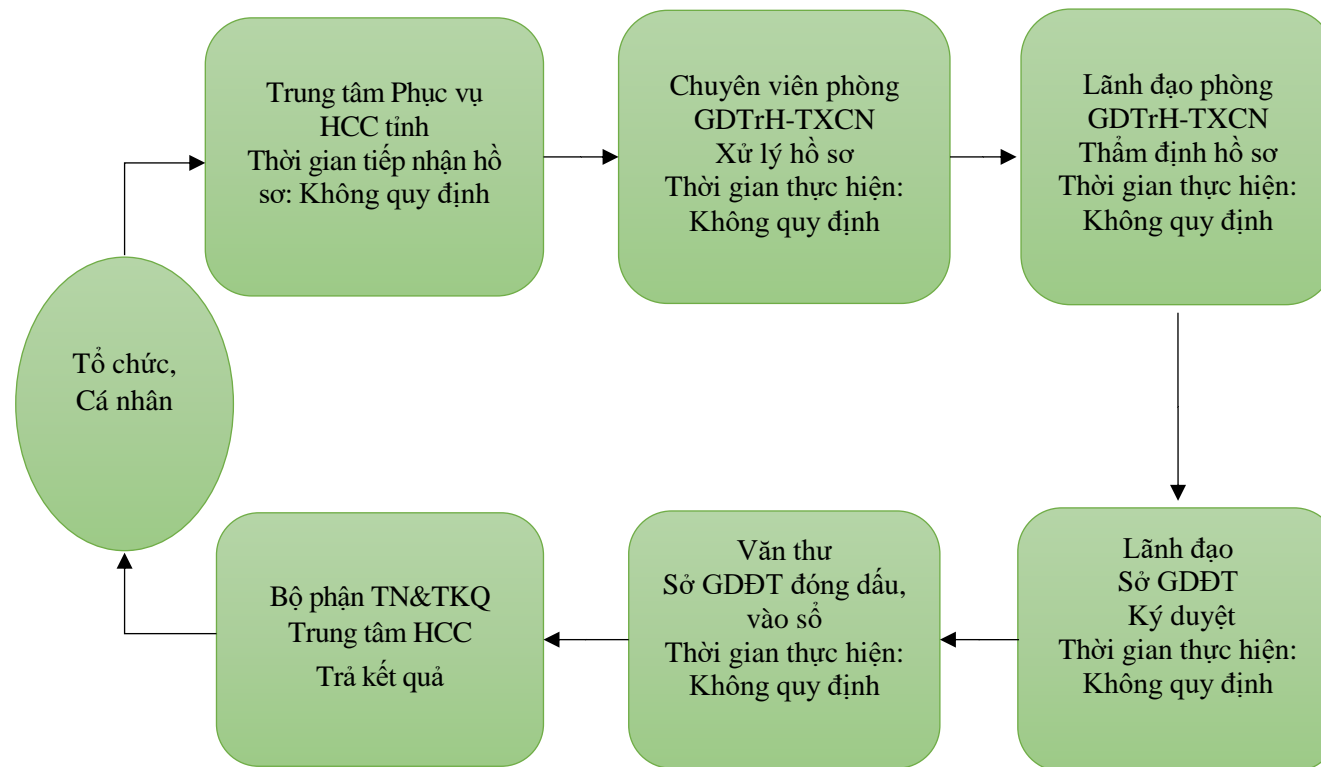 Trung tâm Phục vụ
HCC tỉnh
Thời gian tiếp nhận hồ
sơ: Không quy định
Chuyên viên phòng
GDTrH-TXCN
Xử lý hồ sơ
Thời gian thực hiện:
Không quy định
Lãnh đạo phòng
GDTrH-TXCN
Thẩm định hồ sơ
Thời gian thực hiện:
Không quy định
Tổ chức,
Cá nhân
Lãnh đạo
Sở GDĐT
Ký duyệt
Thời gian thực hiện:
Không quy định
Văn thư
Sở GDĐT đóng dấu,
vào sổ
Thời gian thực hiện:
Không quy định
Bộ phận TN&TKQ
Trung tâm HCC
Trả kết quả